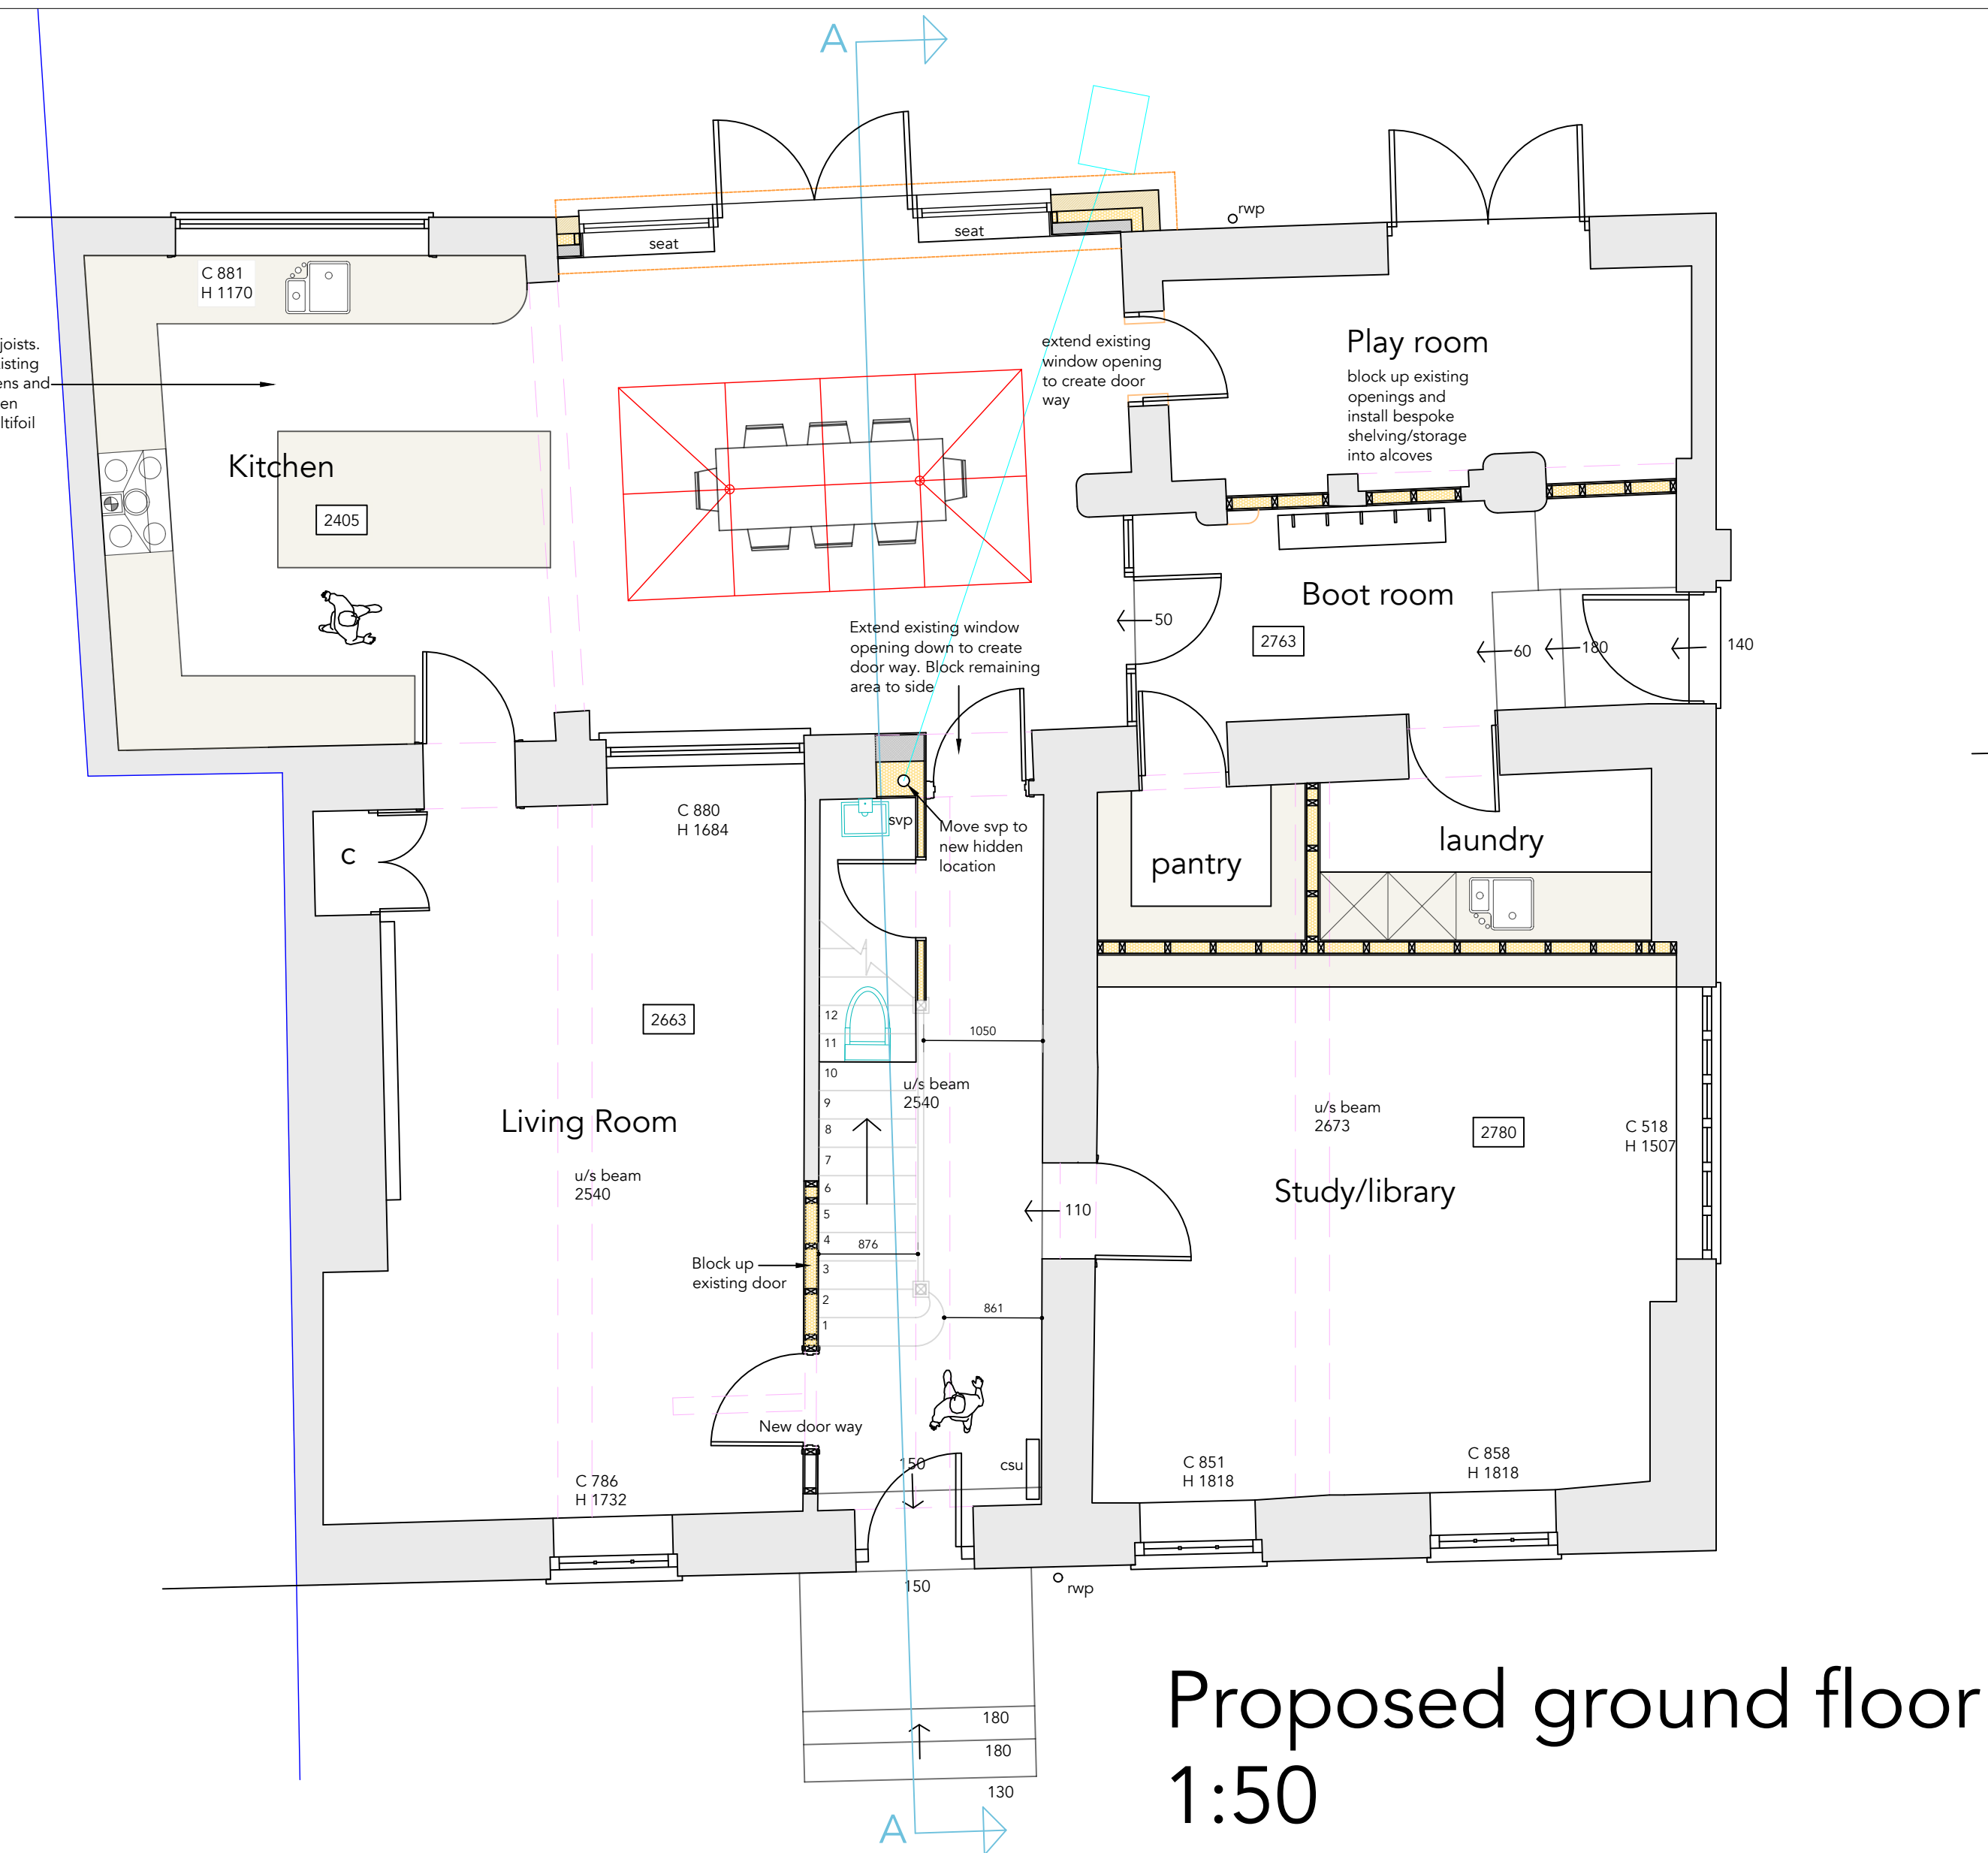 A
rwp
seat
seat
C 881
H 1170
joists.
isting
ens and
en
ltifoil
extend existing
window opening
to create door
way
Play room
block up existing
openings and
install bespoke
shelving/storage
into alcoves
Kitchen
2405
Boot room
50
2763
60
180
140
Extend existing window
opening down to create
door way. Block remaining
area to side
C 880
H 1684
svp
Move svp to
new hidden
location
C
pantry
laundry
2663
12
11
10
9
8
7
6
5
4
3
2
1
1050
u/s beam
2540
Living Room
u/s beam
2540
u/s beam
2673
2780
C 518
H 1507
Study/library
110
876
Block up
existing door
861
New door way
150
csu
C 786
H 1732
C 851
H 1818
C 858
H 1818
150
rwp
180
180
130
A
Proposed ground floor
1:50